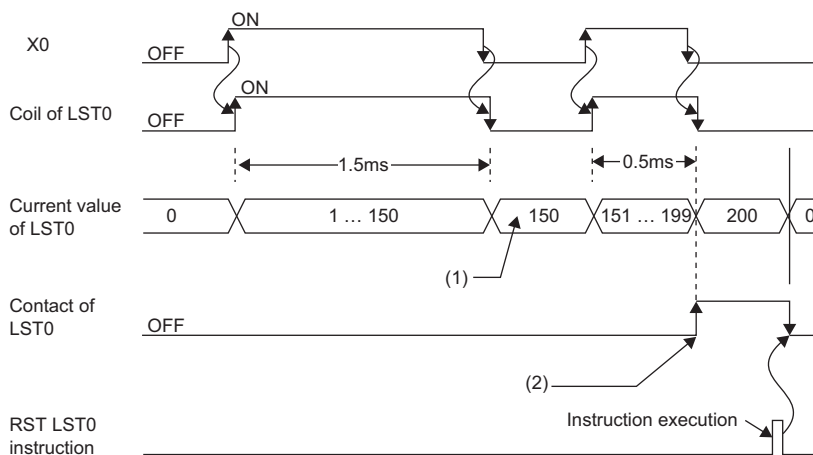 ON
X0
OFF
ON
Coil of LST0
OFF
1.5ms
0.5ms
Current value
of LST0
0
1 … 150
150
151 … 199
200
0
(1)
Contact of
LST0
OFF
(2)
RST LST0
instruction
Instruction execution